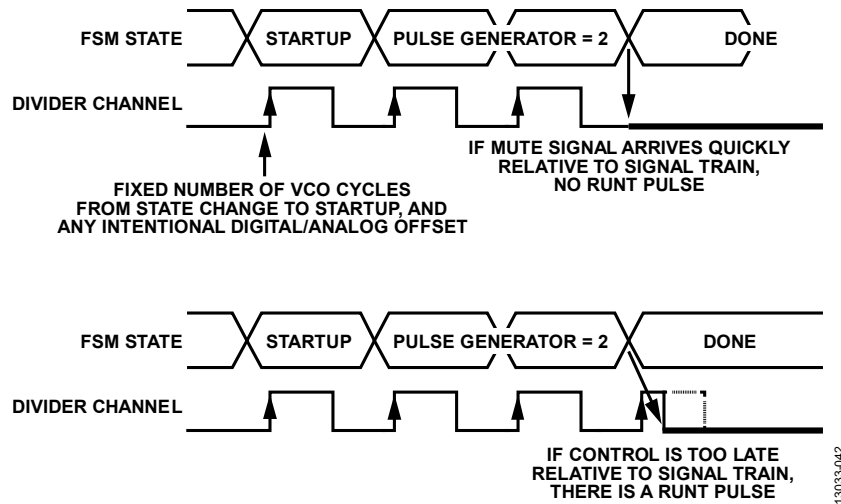 FSM STATE
STARTUP
PULSE GENERATOR = 2
DONE
DIVIDER CHANNEL
IF MUTE SIGNAL ARRIVES QUICKLY
RELATIVE TO SIGNAL TRAIN,
NO RUNT PULSE
FIXED NUMBER OF VCO CYCLES
FROM STATE CHANGE TO STARTUP, AND
ANY INTENTIONAL DIGITAL/ANALOG OFFSET
FSM STATE
STARTUP
PULSE GENERATOR = 2
DONE
DIVIDER CHANNEL
IF CONTROL IS TOO LATE
RELATIVE TO SIGNAL TRAIN,
THERE IS A RUNT PULSE
13033-042